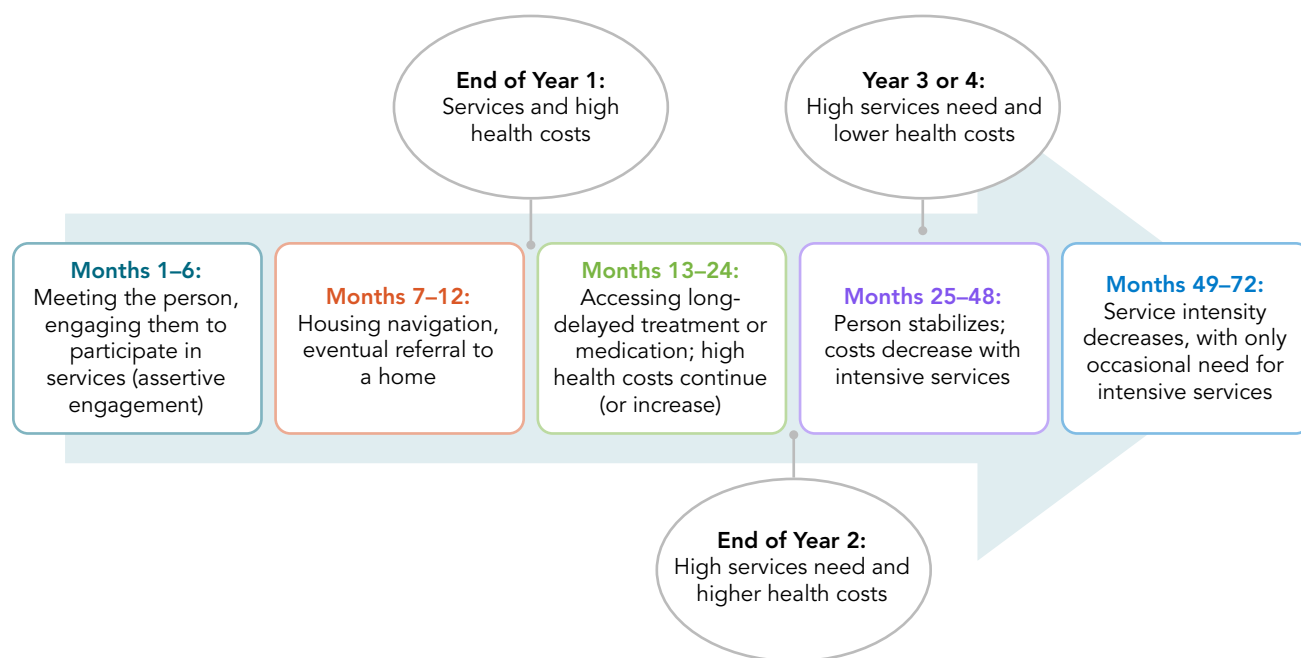 End of Year 1:
Services and high
health costs
Year 3 or 4:
High services need and
lower health costs
Months 1–6:
Meeting the person,
engaging them to
participate in
services (assertive
engagement)
Months 7–12:
Housing navigation,
eventual referral to
a home
Months 13–24:
Accessing long-
delayed treatment or
medication; high
health costs continue
(or increase)
Months 25–48:
Person stabilizes;
costs decrease with
intensive services
Months 49–72:
Service intensity
decreases, with only
occasional need for
intensive services
End of Year 2:
High services need and
higher health costs